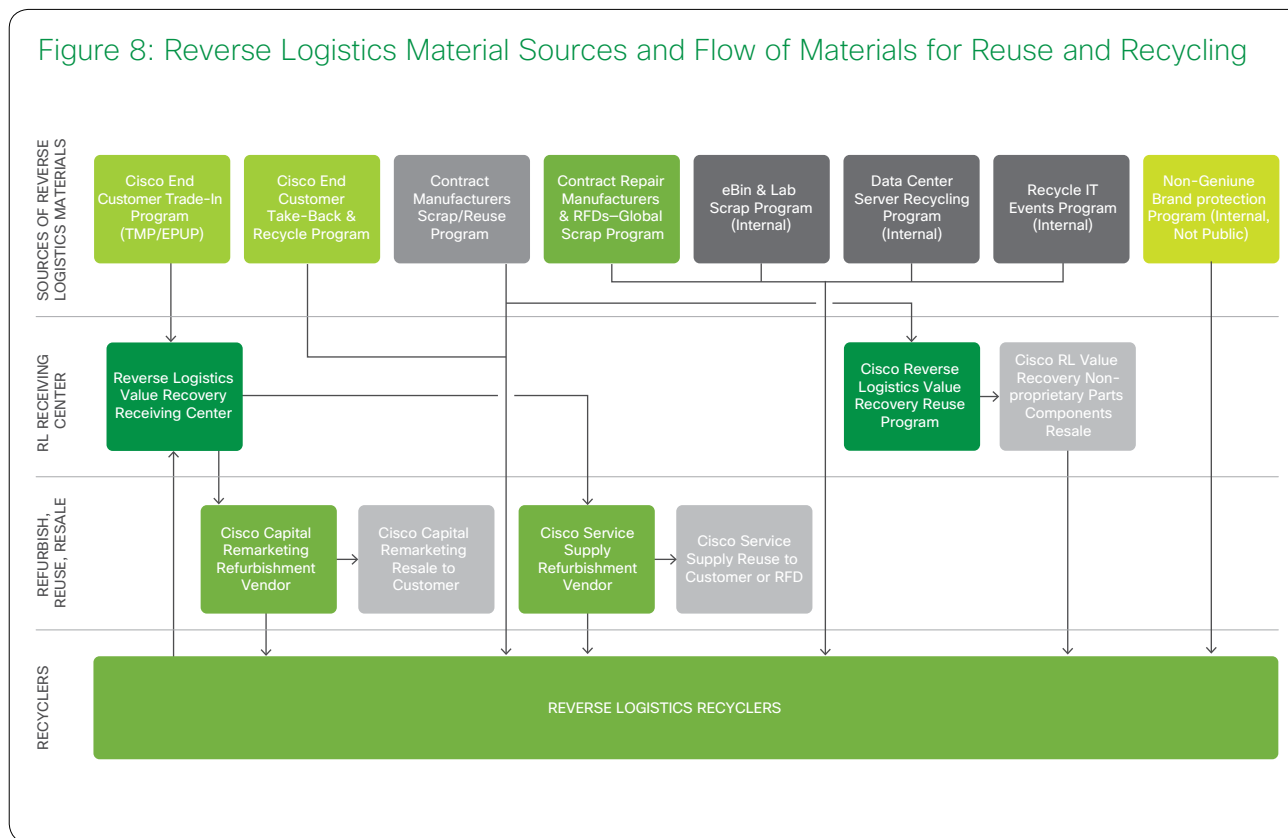 Figure 8: Reverse Logistics Material Sources and Flow of Materials for Reuse and Recycling
SOURCES OF REVERSE
LOGISTICS MATERIALS
Cisco End
Customer Trade-In
Program
(TMP/EPUP)
Cisco End
Customer
Take-Back &
Recycle Program
Contract
Manufacturers
Scrap/Reuse
Program
Contract Repair
Manufacturers
& RFDs–Global
Scrap Program
eBin & Lab
Scrap Program
(Internal)
Data Center
Server Recycling
Program
(Internal)
Recycle IT
Events Program
(Internal)
Non-Geniune
Brand protection
Program (Internal,
Not Public)
RL RECEIVING
CENTER
Reverse Logistics
Value Recovery
Receiving Center
Cisco Reverse
Logistics Value
Recovery Reuse
Program
Cisco RL Value
Recovery Non-
proprietary Parts
Components
Resale
REFURBISH,
REUSE, RESALE
Cisco Capital
Remarketing
Refurbishment
Vendor
Cisco Capital
Remarketing
Resale to
Customer
Cisco Service
Supply
Refurbishment
Vendor
Cisco Service
Supply Reuse to
Customer or RFD
RECYCLERS
REVERSE LOGISTICS RECYCLERS